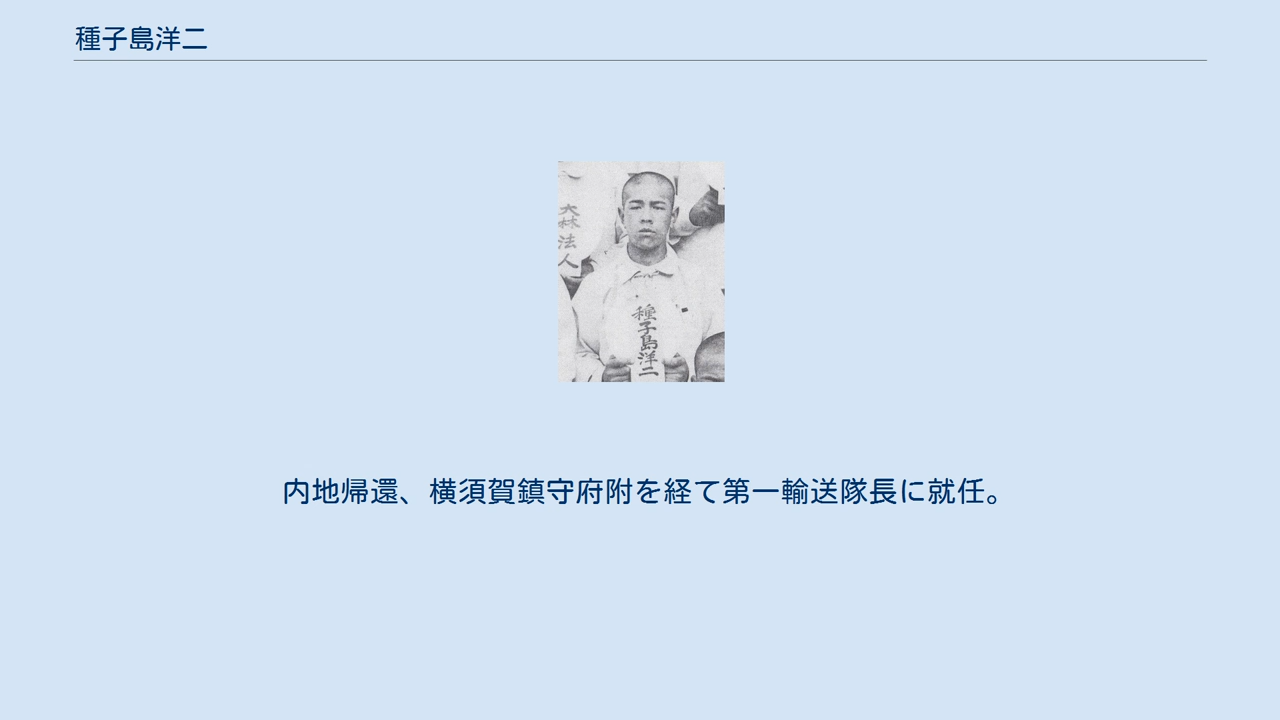 種子島洋二
大林法人
種子島洋二
内地帰還、横須賀鎮守府附を経て第一輸送隊長に就任。